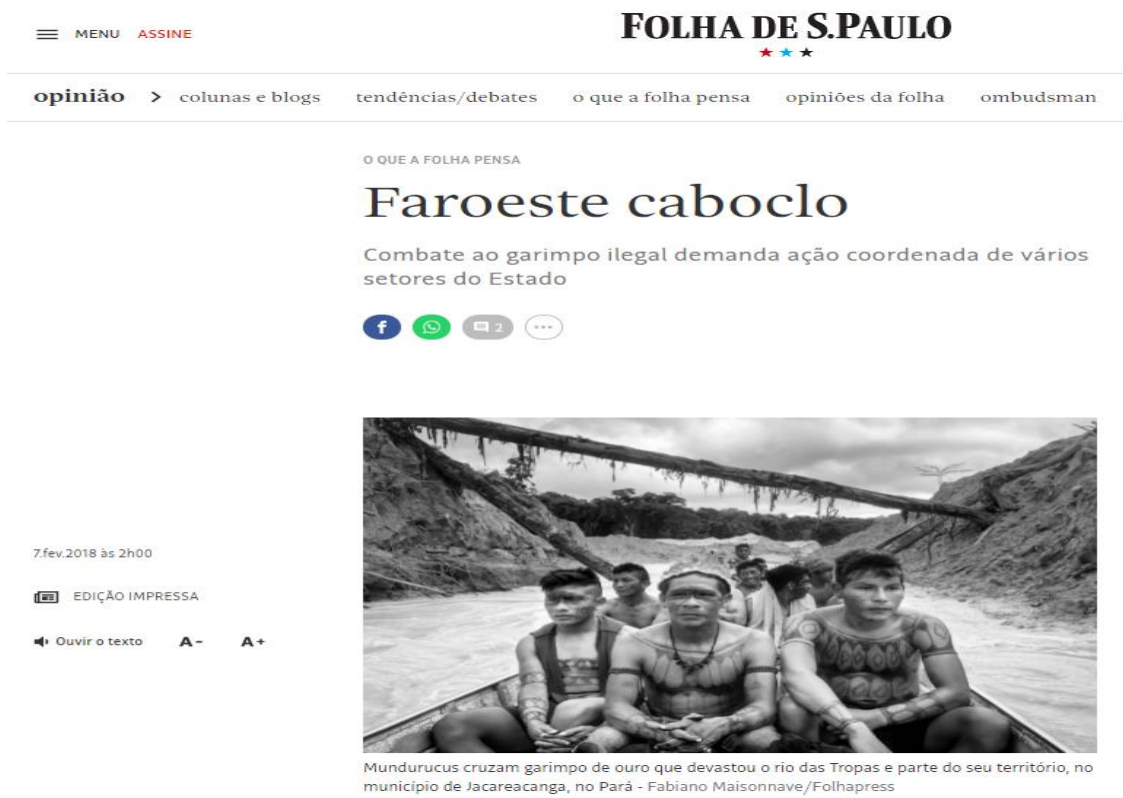 MENU ASSINE
FOLHA DE S.PAULO
opinião > colunas e blogs tendências/debates o que a folha pensa opiniões da folha ombudsman
O QUE A FOLHA PENSA
Faroeste caboclo
Combate ao garimpo ilegal demanda ação coordenada de vários
setores do Estado
f 2 ...
7.fev.2018 às 2h00
EDIÇÃO IMPRESSA
Ouvir o texto A- A+
Mundurucus cruzam garimpo de ouro que devastou o rio das Tropas e parte do seu território, no
município de Jacareacanga, no Pará - Fabiano Maisonnave/Folhapress